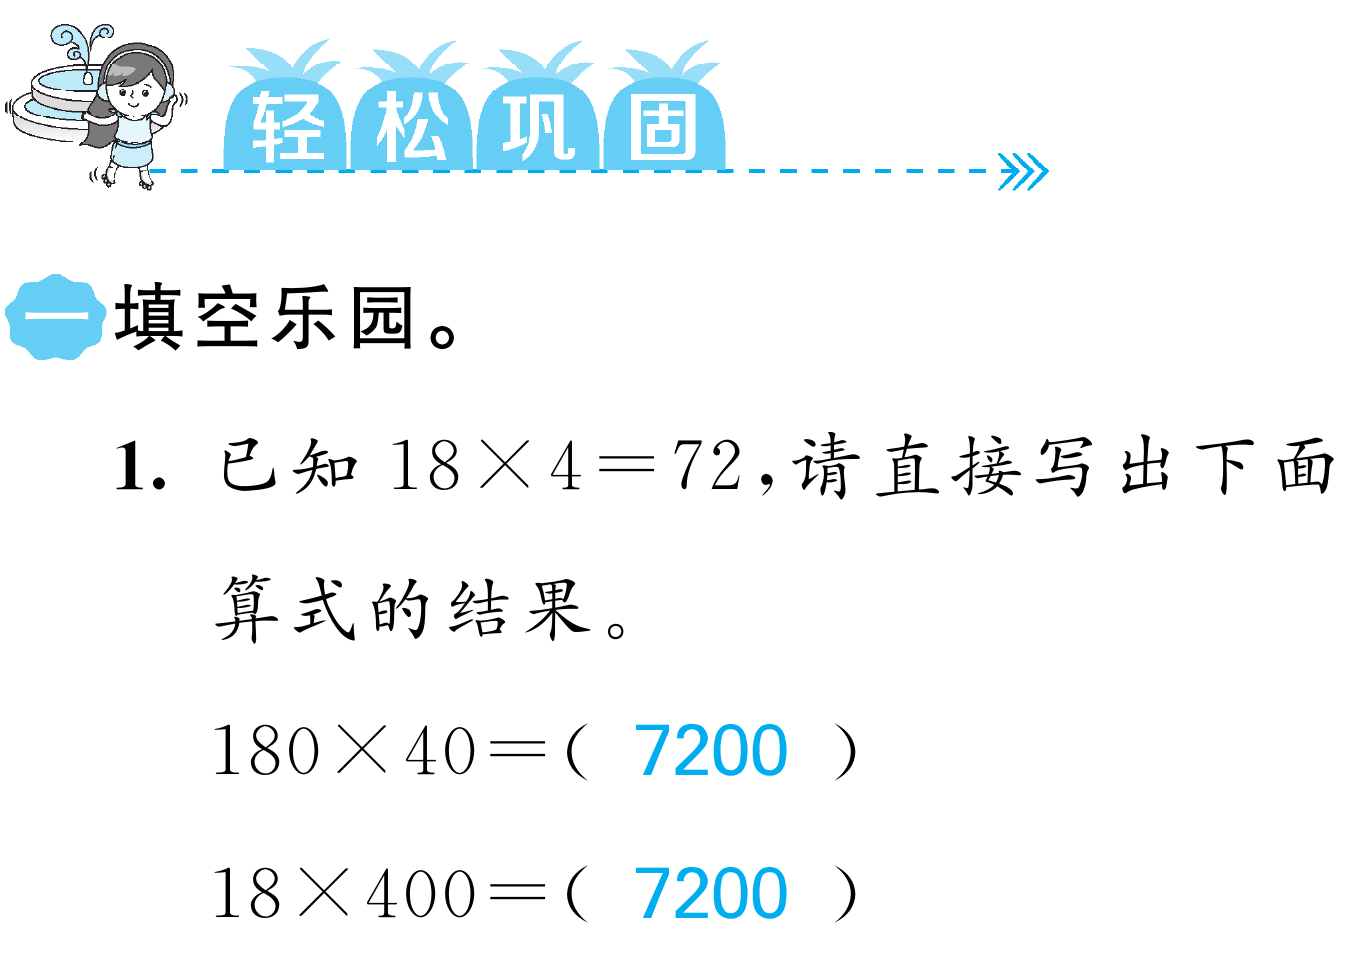 轻松巩固
一 填空乐园。
1. 已知 18×4=72,请直接写出下面
算式的结果。
180×40=( 7200 )
18×400=( 7200 )